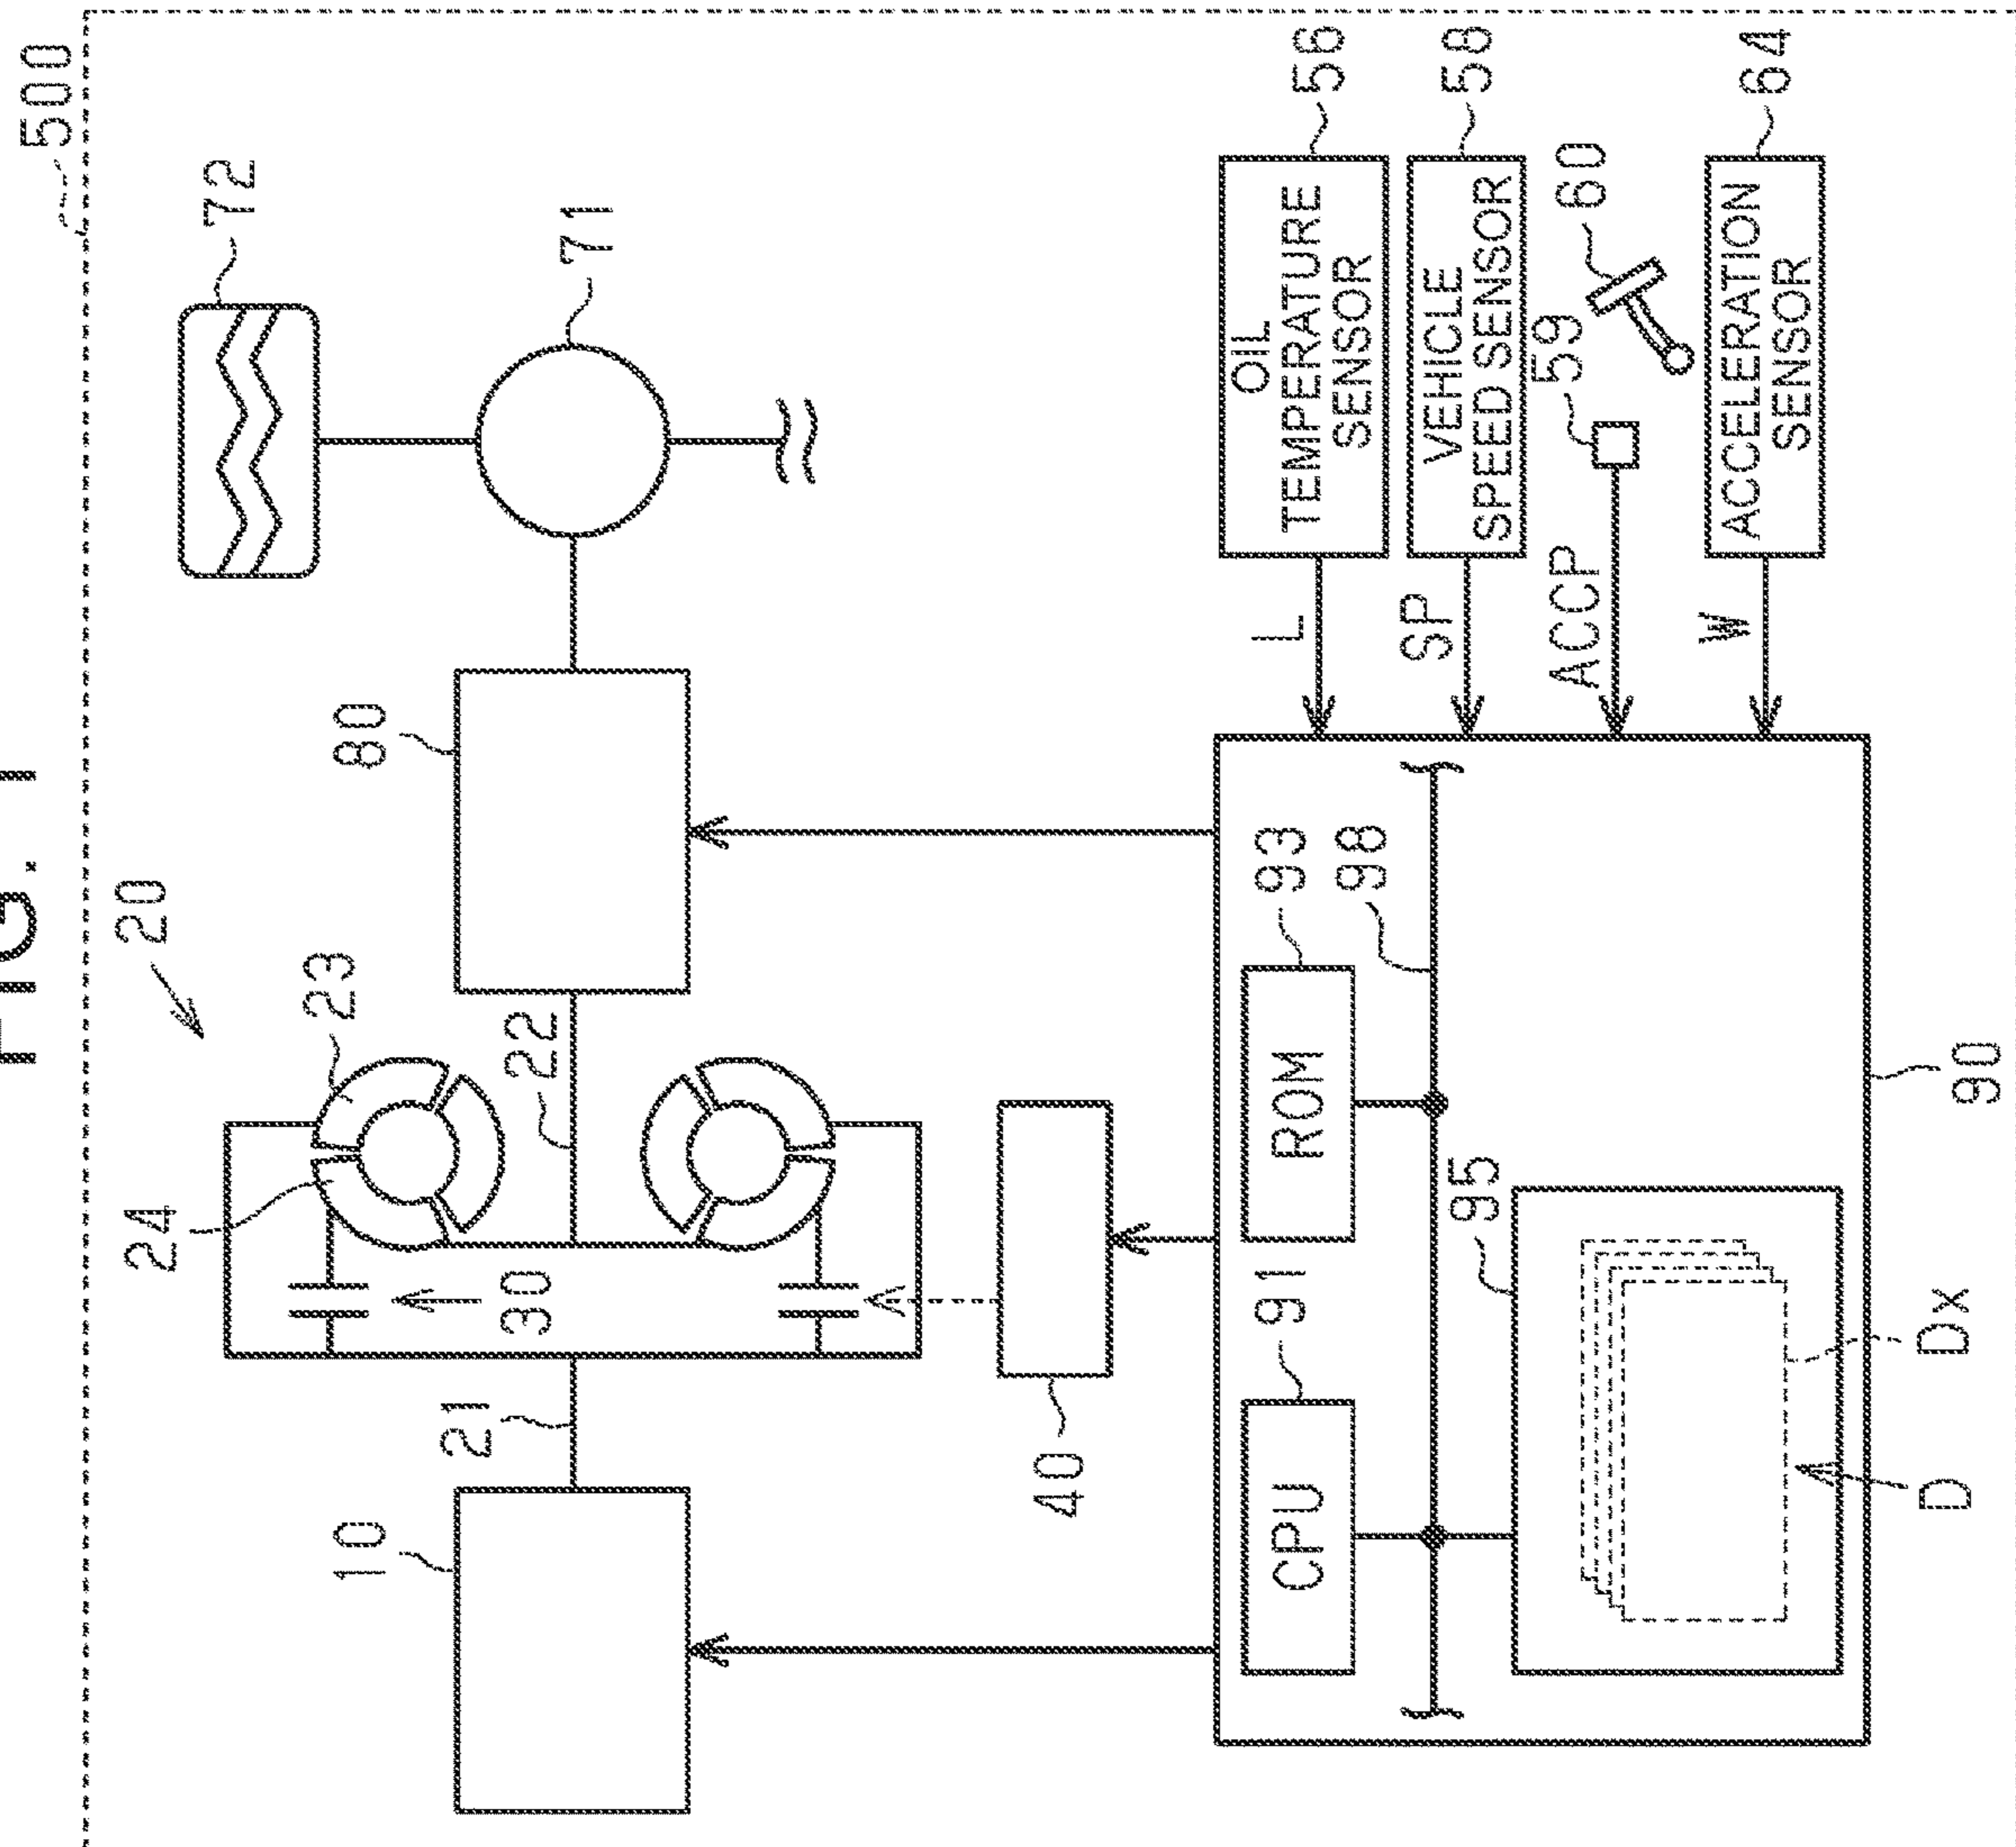 FIG. 1
500
20
72
23
24
80
10
22
21
30
71
40
91
93
98
CPU
ROM
95
D
Dx
90
L
OIL
TEMPERATURE
SENSOR
56
SP
VEHICLE
SPEED SENSOR
58
ACCP
59
60
W
ACCELERATION
SENSOR
64